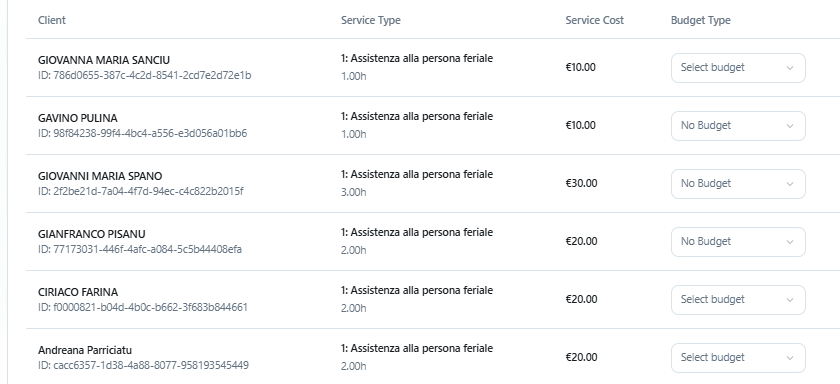 Client Service Type Service Cost Budget Type
GIOVANNA MARIA SANCIU 1: Assistenza alla persona feriale €10.00 Select budget
ID: 786d0655-387c-4c2d-8541-2cd7e2d72e1b 1.00h
GAVINO PULINA 1: Assistenza alla persona feriale €10.00 No Budget
ID: 98f84238-99f4-4bc4-a556-e3d056a01bb6 1.00h
GIOVANNI MARIA SPANO 1: Assistenza alla persona feriale €30.00 No Budget
ID: 2f2be21d-7a04-4f7d-94ec-c4c822b2015f 3.00h
GIANFRANCO PISANU 1: Assistenza alla persona feriale €20.00 No Budget
ID: 77173031-446f-4afc-a084-5c5b44408efa 2.00h
CIRIACO FARINA 1: Assistenza alla persona feriale €20.00 Select budget
ID: f0000821-b04d-4b0c-b662-3f683b844661 2.00h
Andreana Parriciatu 1: Assistenza alla persona feriale €20.00 Select budget
ID: cacc6357-1d38-4a88-8077-958193545449 2.00h